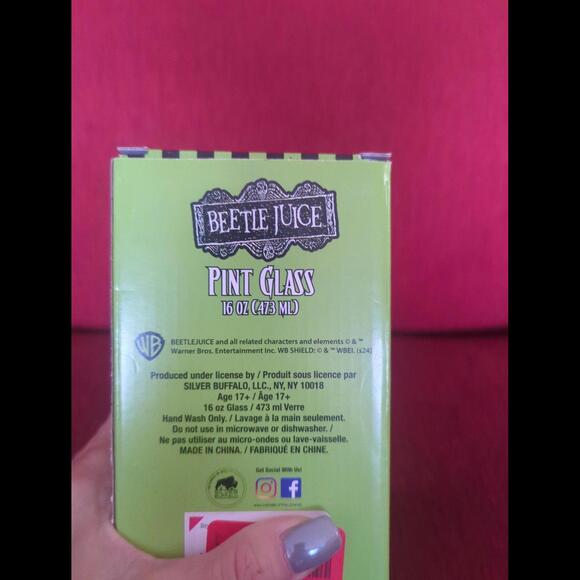 BEETLE JUICE
PINT GLASS
16 OZ (473 ML)
WB
BEETLEJUICE and all related characters and elements © & ™
Warner Bros. Entertainment Inc. WB SHIELD: © & ™ WBEI. (s24)
Produced under license by / Produit sous licence par
SILVER BUFFALO, LLC., NY, NY 10018
Age 17+ / Âge 17+
16 oz Glass / 473 ml Verre
Hand Wash Only. / Lavage à la main seulement.
Do not use in microwave or dishwasher. /
Ne pas utiliser au micro-ondes ou lave-vaisselle.
MADE IN CHINA. / FABRIQUÉ EN CHINE.
Get Social With Us!